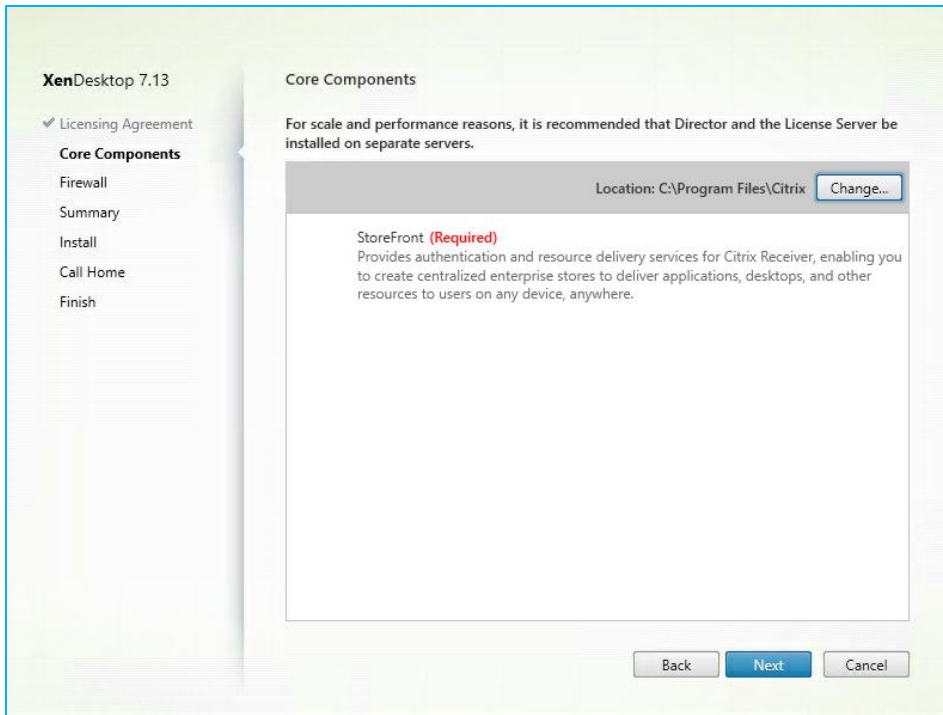 XenDesktop 7.13
Licensing Agreement
Core Components
Firewall
Summary
Install
Call Home
Finish
Core Components
For scale and performance reasons, it is recommended that Director and the License Server be
installed on separate servers.
Location: C:\Program Files\Citrix Change...
StoreFront (Required)
Provides authentication and resource delivery services for Citrix Receiver, enabling you
to create centralized enterprise stores to deliver applications, desktops, and other
resources to users on any device, anywhere.
Back Next Cancel